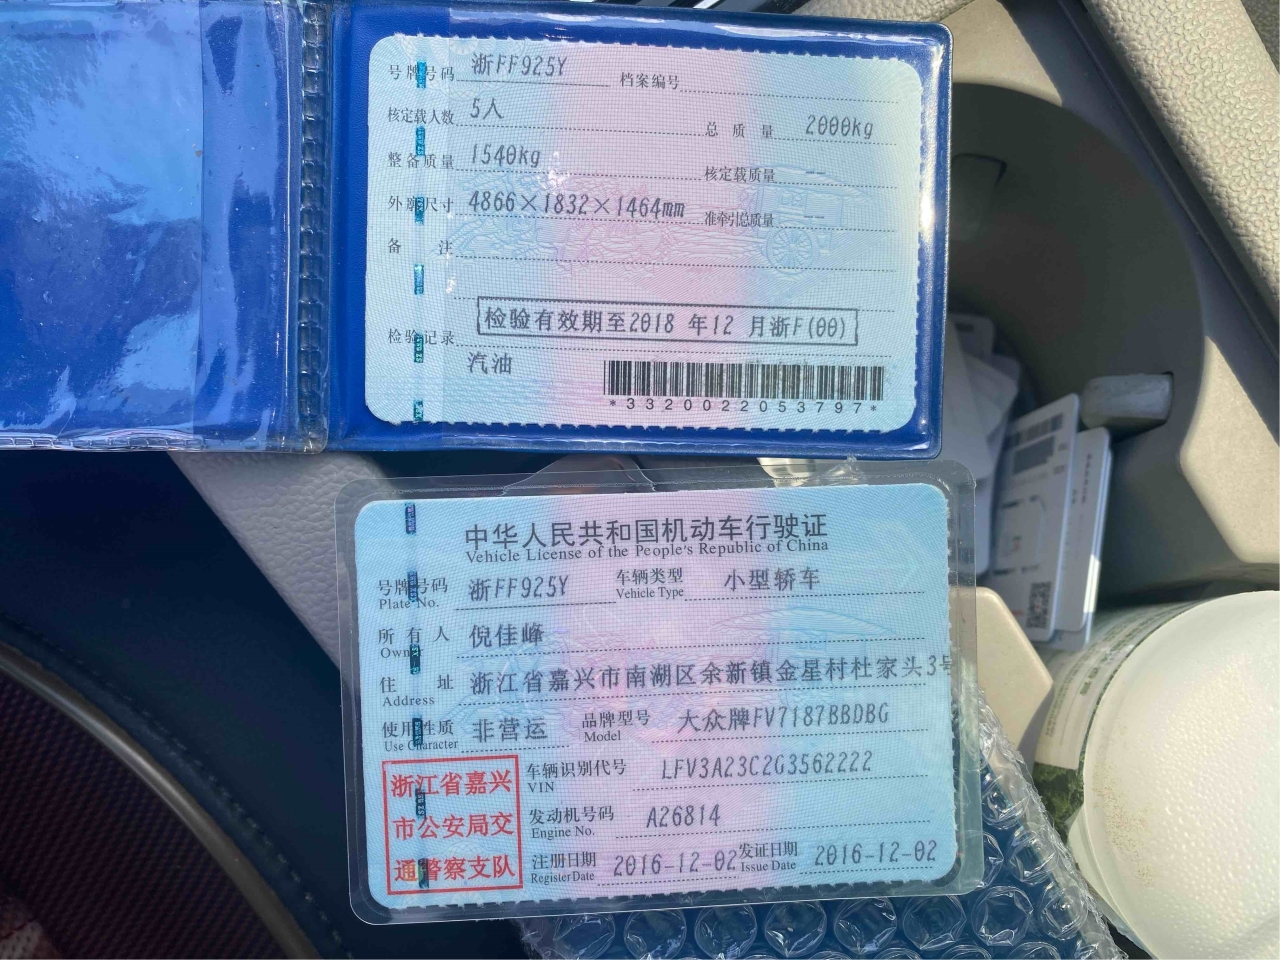 号牌号码 浙FF925Y 档案编号
核定载人数 5人 总质量 2000kg
整备质量 1540kg 核定载质量 --
外廓尺寸 4866×1832×1464mm 准牵引总质量 --
备注
检验记录 检验有效期至2018 年12 月浙F(00)
汽油
*3320022053797*
中华人民共和国机动车行驶证
Vehicle License of the People's Republic of China
号牌号码 浙FF925Y 车辆类型 小型轿车
Plate No. Vehicle Type
所有人 倪佳峰
Owner
住址 浙江省嘉兴市南湖区余新镇金星村杜家头3号
Address
使用性质 非营运 品牌型号 大众牌FV7187BBDBG
Use Character Model
浙江省嘉兴
市公安局交
通警察支队
车辆识别代号 LFV3A23C2G3562222
VIN
发动机号码 A26814
Engine No.
注册日期 2016-12-02 发证日期 2016-12-02
Register Date Issue Date